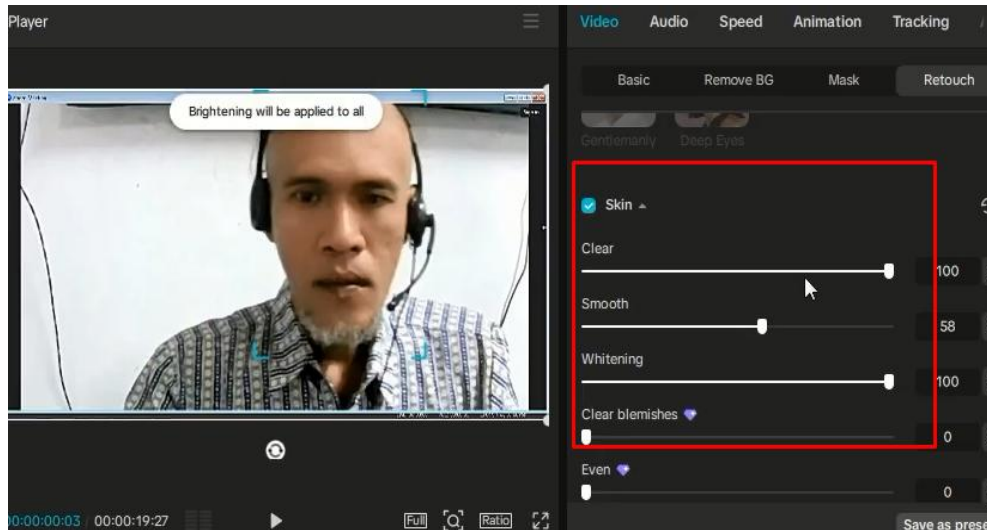 Player
Video Audio Speed Animation Tracking
Basic Remove BG Mask Retouch
Gentlemanly Deep Eyes
Brightening will be applied to all
Skin
Clear
100
Smooth
58
Whitening
100
Clear blemishes
0
Even
0
00:00:00:03 00:00:19:27
Full
Ratio
Save as prese